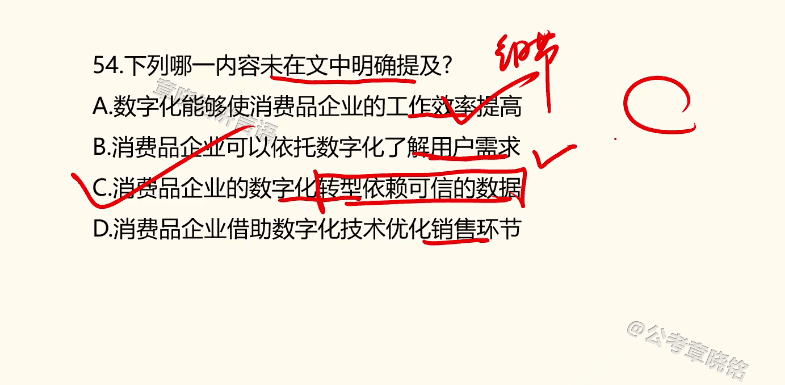 细节
54.下列哪一内容未在文中明确提及?
A.数字化能够使消费品企业的工作效率提高
B.消费品企业可以依托数字化了解用户需求
C.消费品企业的数字化转型依赖可信的数据
D.消费品企业借助数字化技术优化销售环节
C
@公考章晓铭